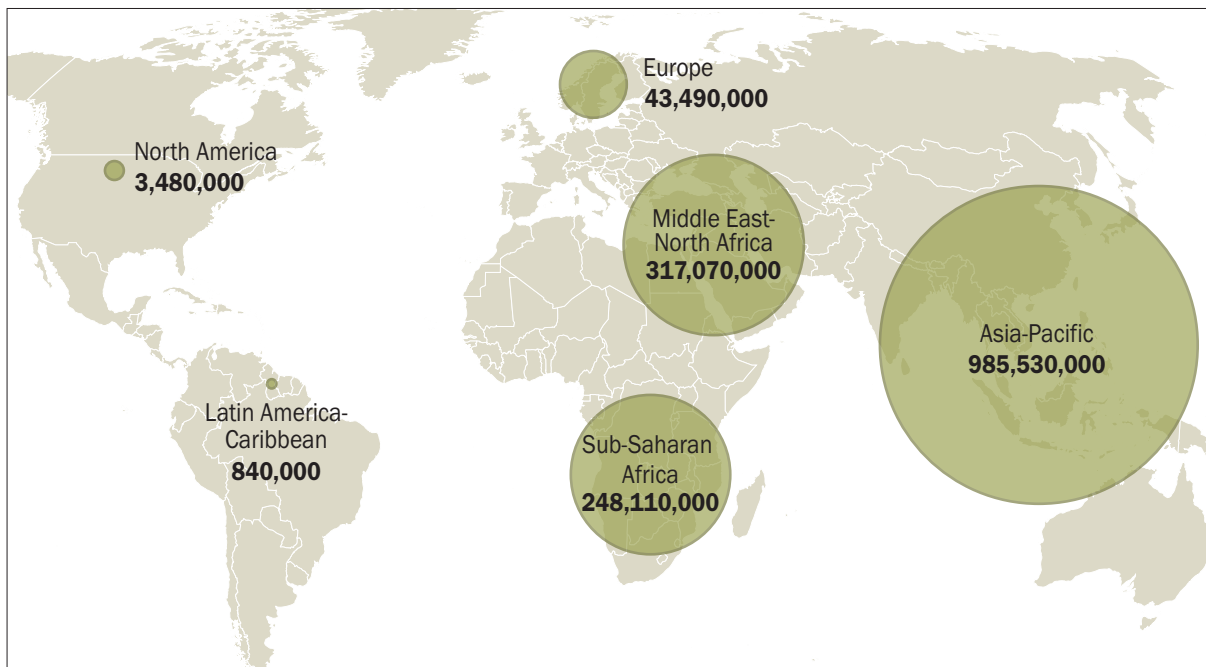 Europe
43,490,000
North America
3,480,000
Middle East-
North Africa
317,070,000
Asia-Pacific
985,530,000
Latin America-
Caribbean
840,000
Sub-Saharan
Africa
248,110,000